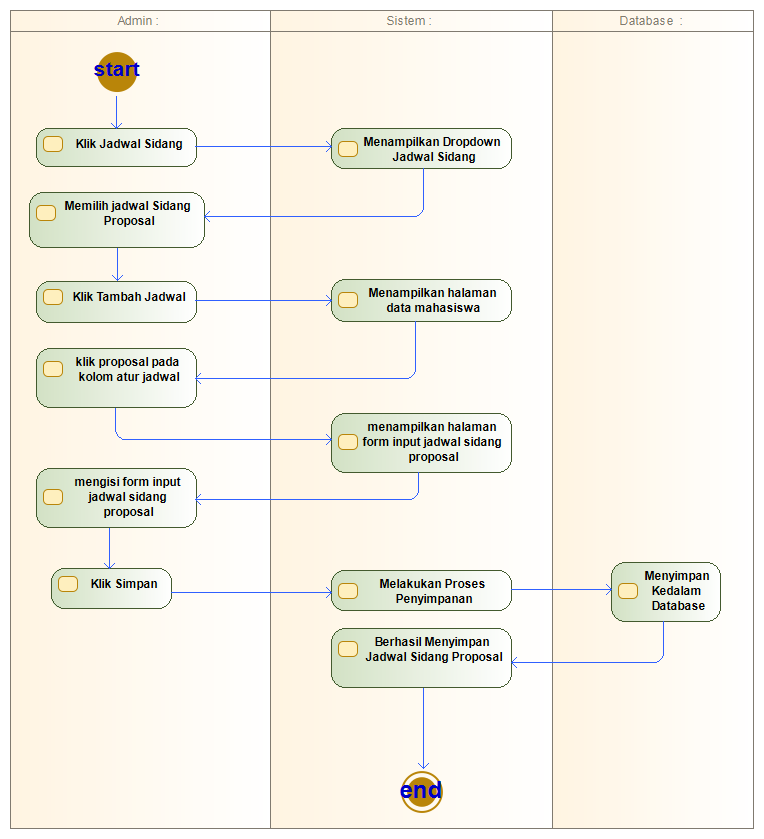 Admin :
Sistem :
Database :
start
Klik Jadwal Sidang
Menampilkan Dropdown
Jadwal Sidang
Memilih jadwal Sidang
Proposal
Klik Tambah Jadwal
Menampilkan halaman
data mahasiswa
klik proposal pada
kolom atur jadwal
menampilkan halaman
form input jadwal sidang
proposal
mengisi form input
jadwal sidang
proposal
Klik Simpan
Melakukan Proses
Penyimpanan
Menyimpan
Kedalam
Database
Berhasil Menyimpan
Jadwal Sidang Proposal
end